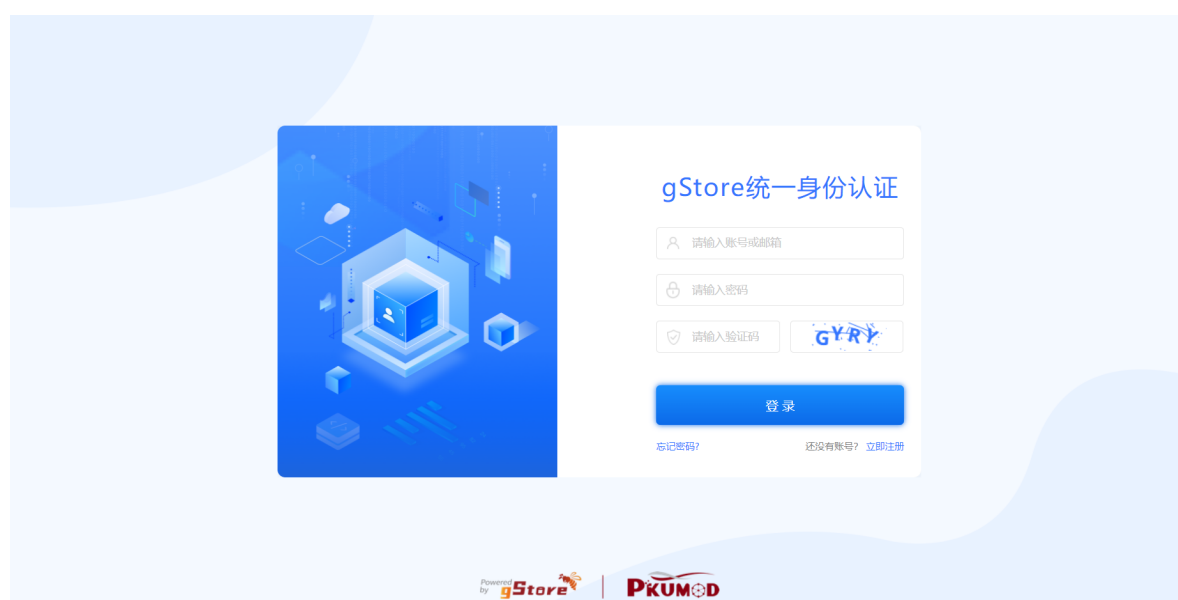 gStore统一身份认证
请输入账号或邮箱
请输入密码
请输入验证码
GYRY
登 录
忘记密码?
还没有账号? 立即注册
Powered by gStore
PKUMOD